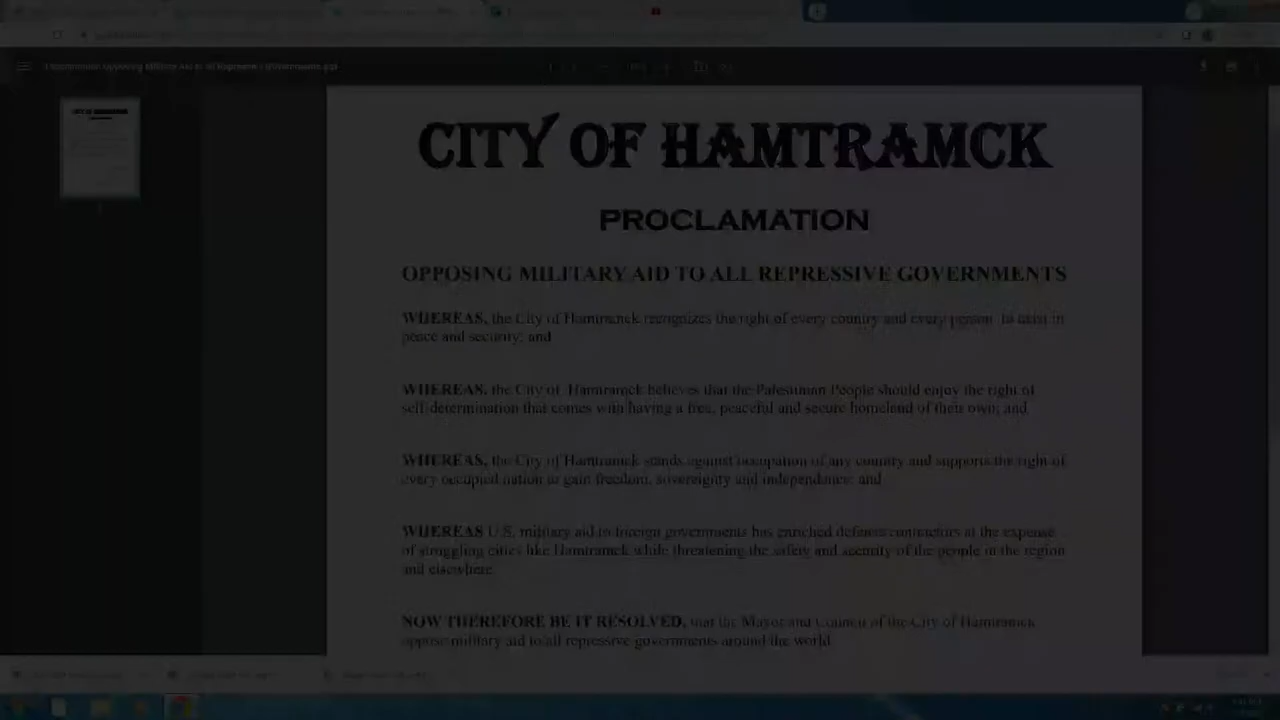 CITY OF HAMTRAMCK
PROCLAMATION
OPPOSING MILITARY AID TO ALL REPRESSIVE GOVERNMENTS
WHEREAS, the City of Hamtramck recognizes the right of every country and every person to exist in
peace and security; and
WHEREAS, the City of Hamtramck believes that the Palestinian People should enjoy the right of
self-determination that comes with having a free, peaceful and secure homeland of their own; and
WHEREAS, the City of Hamtramck stands against occupation of any country and supports the right of
every occupied nation to gain freedom, sovereignty and independence; and
WHEREAS U.S. military aid to foreign governments has enriched defense contractors at the expense
of struggling cities like Hamtramck while threatening the safety and security of the people in the region
and elsewhere.
NOW THEREFORE BE IT RESOLVED, that the Mayor and Council of the City of Hamtramck
oppose military aid to all repressive governments around the world